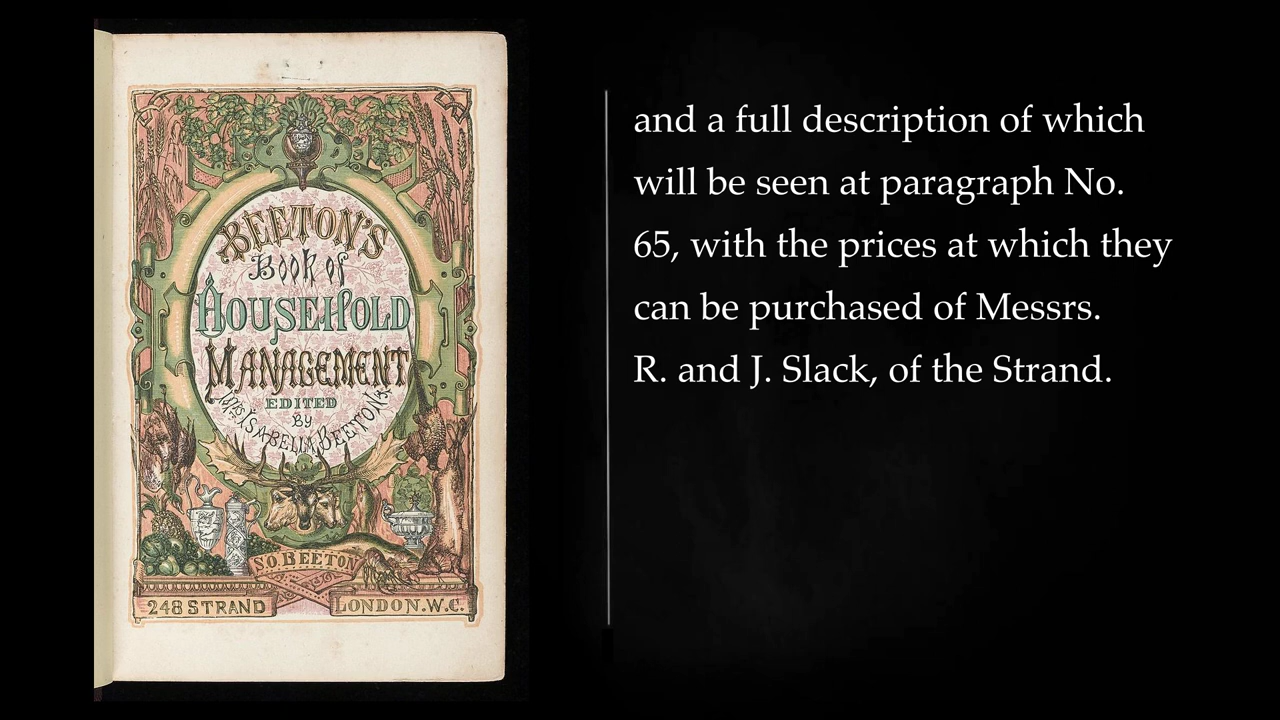 BEETON'S
Book of
HOUSEHOLD
MANAGEMENT
EDITED
BY
MRS ISABELLA BEETON
S.O. BEETON
248 STRAND
LONDON. W.C.
and a full description of which
will be seen at paragraph No.
65, with the prices at which they
can be purchased of Messrs.
R. and J. Slack, of the Strand.